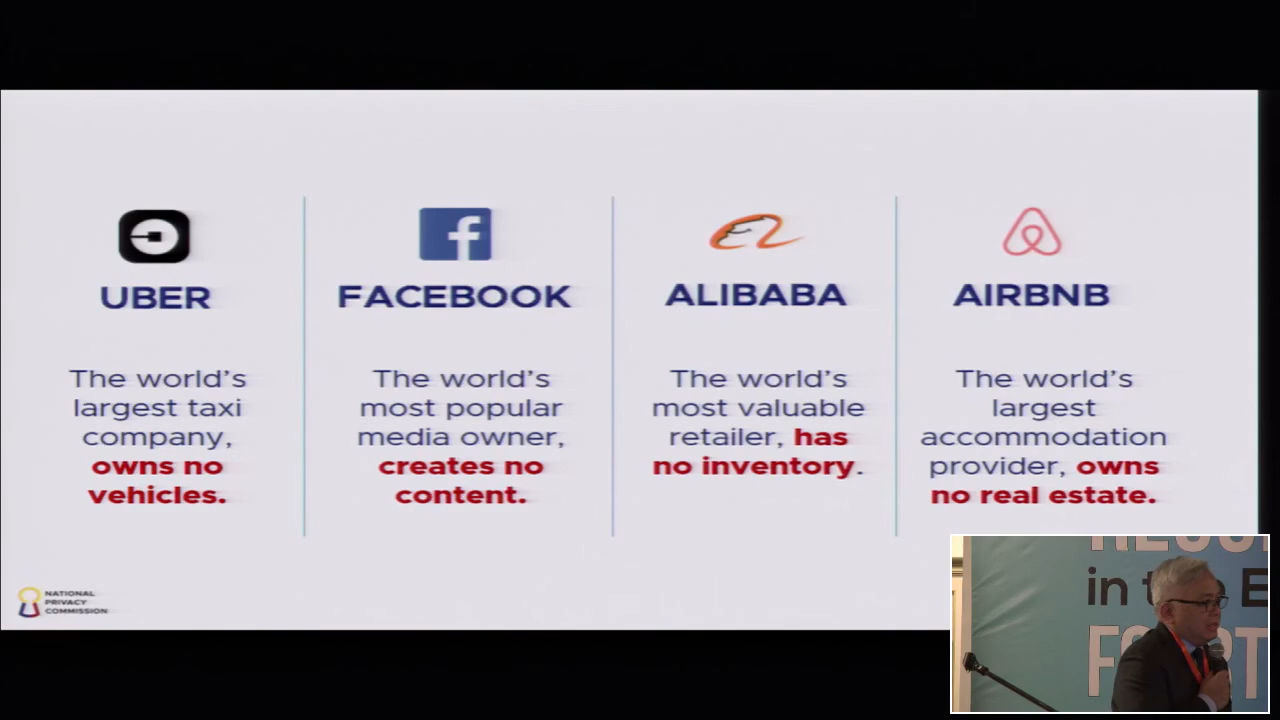 UBER
The world's
largest taxi
company,
owns no
vehicles.
FACEBOOK
The world's
most popular
media owner,
creates no
content.
ALIBABA
The world's
most valuable
retailer, has
no inventory.
AIRBNB
The world's
largest
accommodation
provider, owns
no real estate.
NATIONAL
PRIVACY
COMMISSION
in